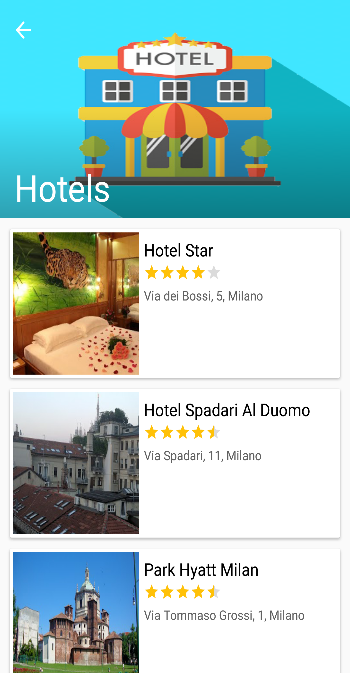 HOTEL
Hotels
Hotel Star
Via dei Bossi, 5, Milano
Hotel Spadari Al Duomo
Via Spadari, 11, Milano
Park Hyatt Milan
Via Tommaso Grossi, 1, Milano